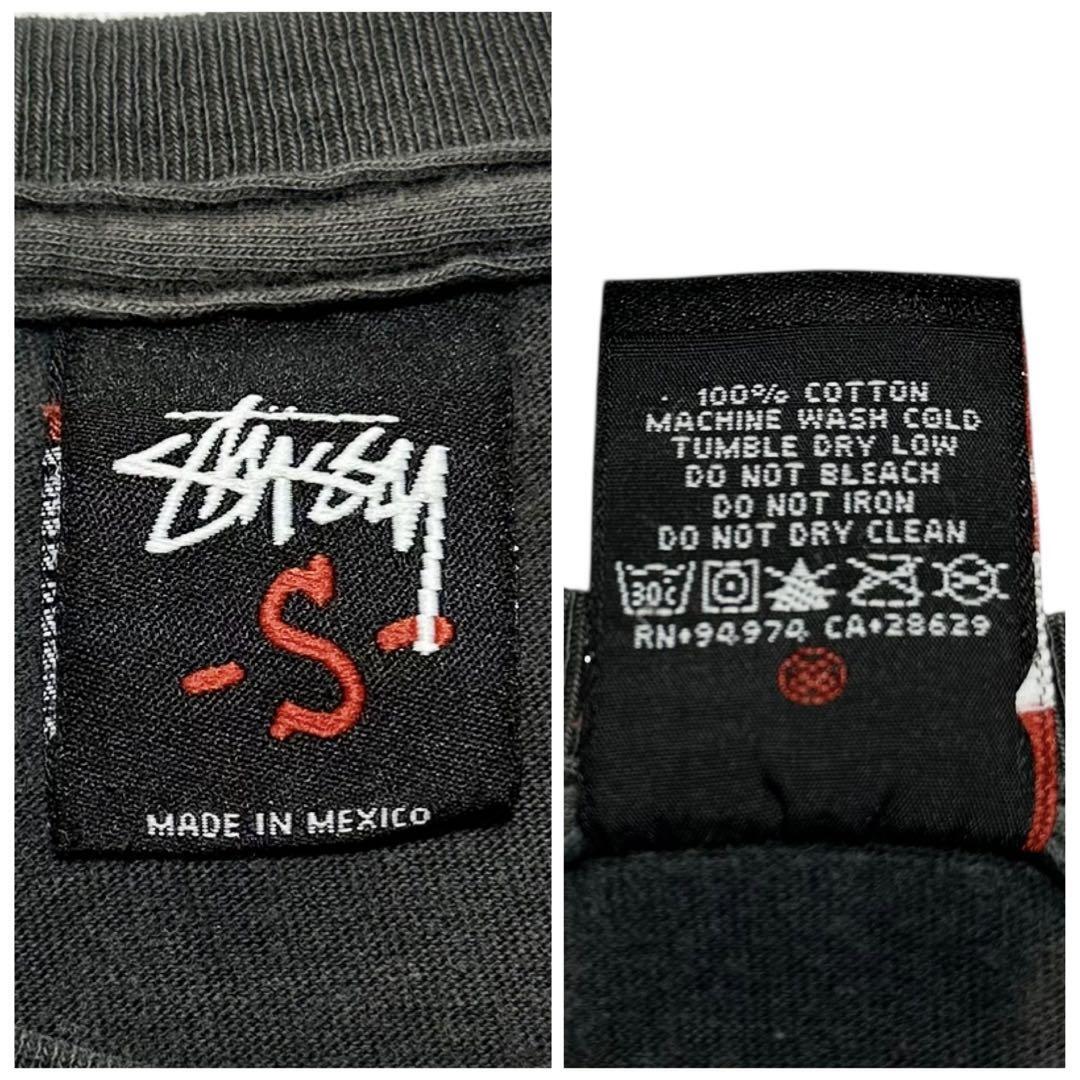 STÜSSY
-S-
MADE IN MEXICO
100% COTTON
MACHINE WASH COLD
TUMBLE DRY LOW
DO NOT BLEACH
DO NOT IRON
DO NOT DRY CLEAN
30C
RN•94974 CA•28629